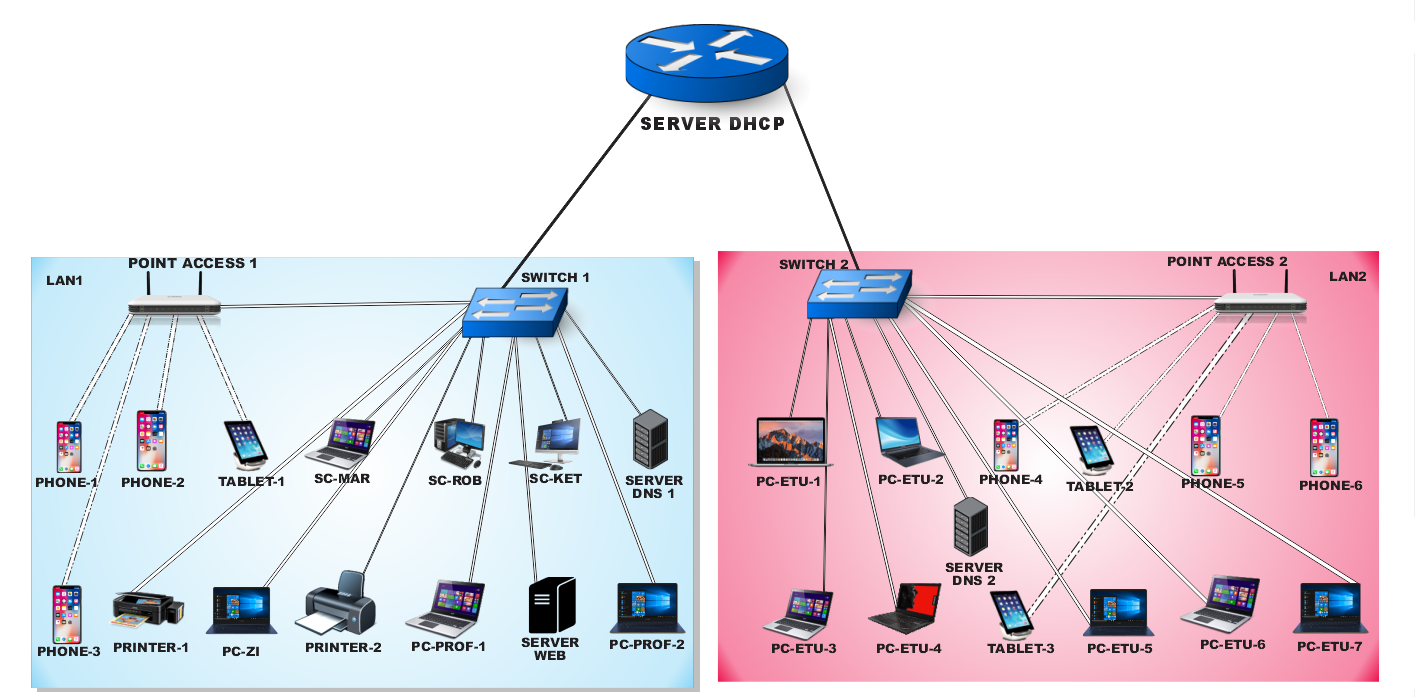 SERVER DHCP
LAN1
POINT ACCESS 1
SWITCH 1
PHONE-1
PHONE-2
TABLET-1
SC-MAR
SC-ROB
SC-KET
SERVER
DNS 1
PHONE-3
PRINTER-1
PC-ZI
PRINTER-2
PC-PROF-1
SERVER
WEB
PC-PROF-2
SWITCH 2
POINT ACCESS 2
LAN2
PC-ETU-1
PC-ETU-2
PHONE-4
TABLET-2
PHONE-5
PHONE-6
SERVER
DNS 2
PC-ETU-3
PC-ETU-4
TABLET-3
PC-ETU-5
PC-ETU-6
PC-ETU-7